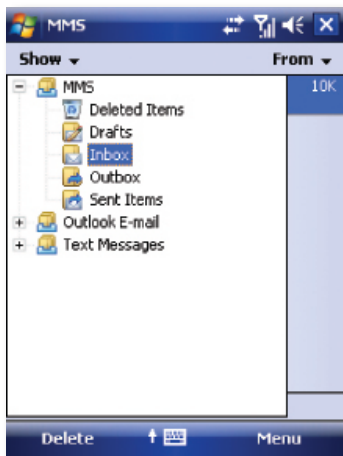 MMS
Show From
MMS 10K
Deleted Items
Drafts
Inbox
Outbox
Sent Items
Outlook E-mail
Text Messages
Delete Menu